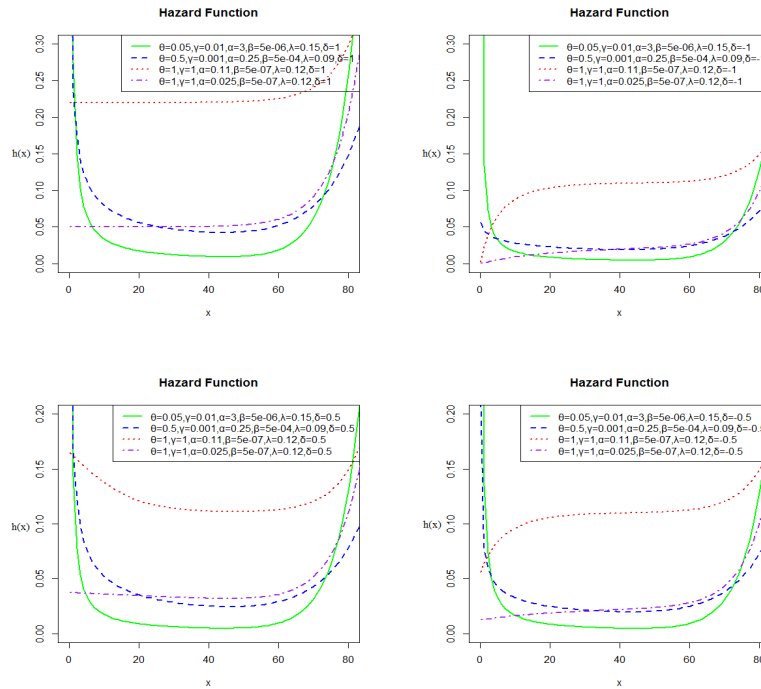 Hazard Function
θ=0.05,γ=0.01,α=3,β=5e-06,λ=0.15,δ=1
θ=0.5,γ=0.001,α=0.25,β=5e-04,λ=0.09,δ=1
θ=1,γ=1,α=0.11,β=5e-07,λ=0.12,δ=1
θ=1,γ=1,α=0.025,β=5e-07,λ=0.12,δ=1
h(x)
0.00 0.05 0.10 0.15 0.20 0.25 0.30
0 20 40 60 80
x
Hazard Function
θ=0.05,γ=0.01,α=3,β=5e-06,λ=0.15,δ=-1
θ=0.5,γ=0.001,α=0.25,β=5e-04,λ=0.09,δ=-
θ=1,γ=1,α=0.11,β=5e-07,λ=0.12,δ=-1
θ=1,γ=1,α=0.025,β=5e-07,λ=0.12,δ=-1
h(x)
0.00 0.05 0.10 0.15 0.20 0.25 0.30
0 20 40 60 80
x
Hazard Function
θ=0.05,γ=0.01,α=3,β=5e-06,λ=0.15,δ=0.5
θ=0.5,γ=0.001,α=0.25,β=5e-04,λ=0.09,δ=0.5
θ=1,γ=1,α=0.11,β=5e-07,λ=0.12,δ=0.5
θ=1,γ=1,α=0.025,β=5e-07,λ=0.12,δ=0.5
h(x)
0.00 0.05 0.10 0.15 0.20
0 20 40 60 80
x
Hazard Function
θ=0.05,γ=0.01,α=3,β=5e-06,λ=0.15,δ=-0.5
θ=0.5,γ=0.001,α=0.25,β=5e-04,λ=0.09,δ=-0.5
θ=1,γ=1,α=0.11,β=5e-07,λ=0.12,δ=-0.5
θ=1,γ=1,α=0.025,β=5e-07,λ=0.12,δ=-0.5
h(x)
0.00 0.05 0.10 0.15 0.20
0 20 40 60 80
x